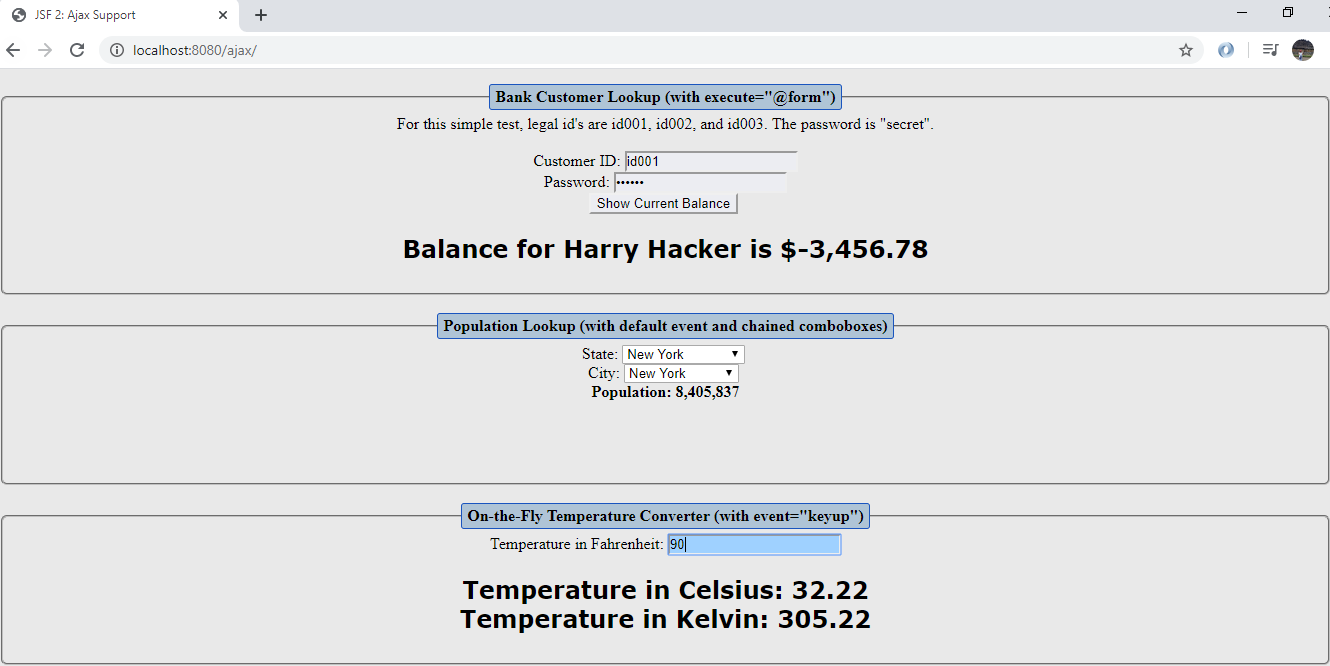 JSF 2: Ajax Support
localhost:8080/ajax/
Bank Customer Lookup (with execute="@form")
For this simple test, legal id's are id001, id002, and id003. The password is "secret".
Customer ID: id001
Password: ••••••
Show Current Balance
Balance for Harry Hacker is $-3,456.78
Population Lookup (with default event and chained comboboxes)
State: New York
City: New York
Population: 8,405,837
On-the-Fly Temperature Converter (with event="keyup")
Temperature in Fahrenheit: 90
Temperature in Celsius: 32.22
Temperature in Kelvin: 305.22